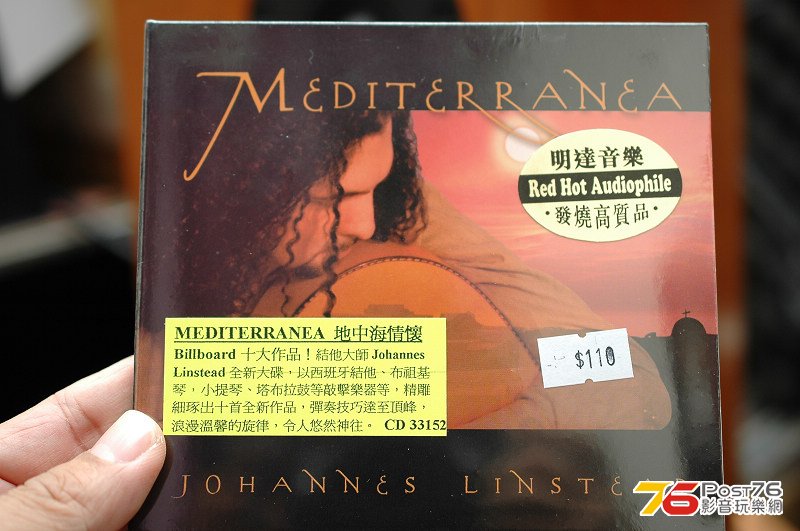 MEDITERRANEA
明達音樂
Red Hot Audiophile
·發燒高質品·
MEDITERRANEA 地中海情懷
Billboard 十大作品！結他大師 Johannes
Linstead 全新大碟，以西班牙結他、布祖基
琴，小提琴、塔布拉鼓等敲擊樂器等，精雕
細琢出十首全新作品，彈奏技巧達至頂峰，
浪漫溫馨的旋律，令人悠然神往。 CD 33152
$110
JOHANNES LINSTE
76 POST76
影音玩樂網